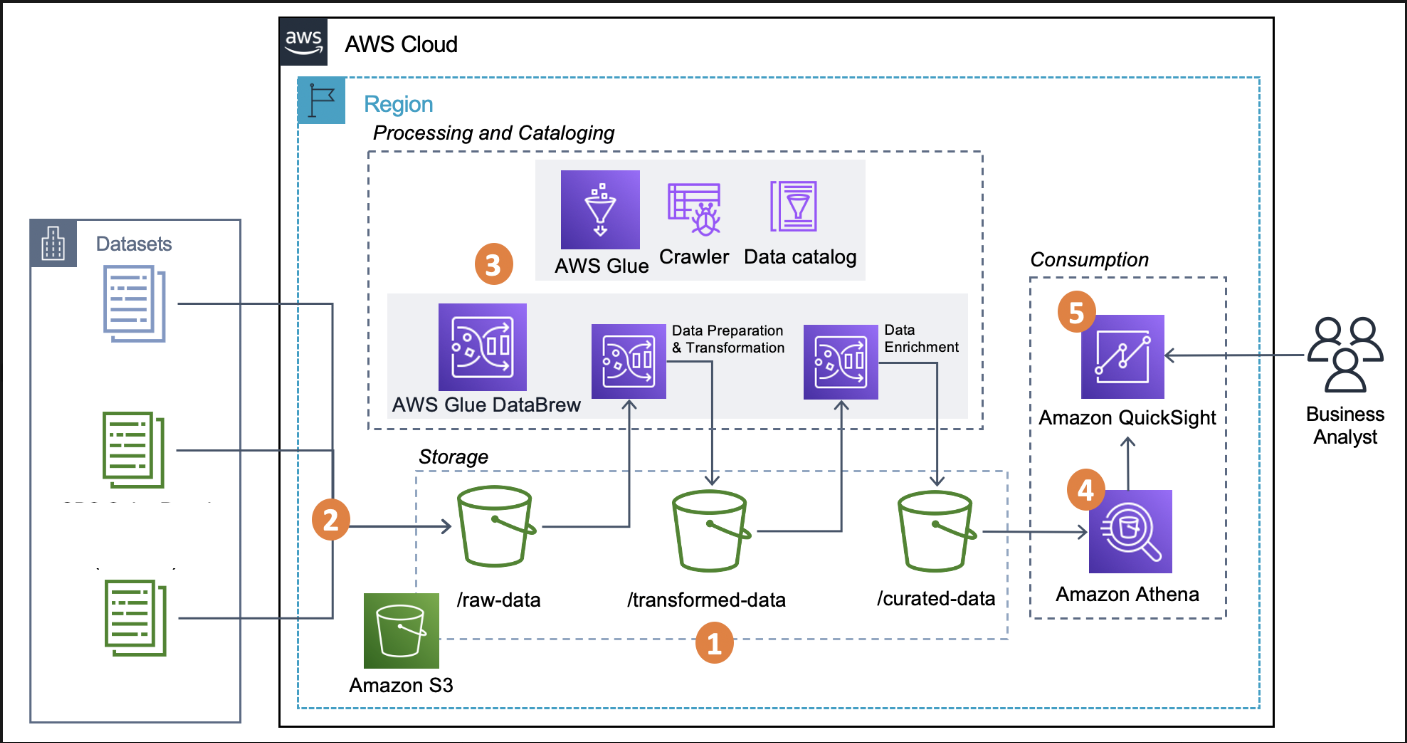 aws
AWS Cloud
Region
Processing and Cataloging
AWS Glue
Crawler
Data catalog
3
Datasets
Data Preparation
& Transformation
Data
Enrichment
AWS Glue DataBrew
Consumption
5
Amazon QuickSight
Business
Analyst
Storage
2
4
/raw-data
/transformed-data
/curated-data
Amazon Athena
1
Amazon S3